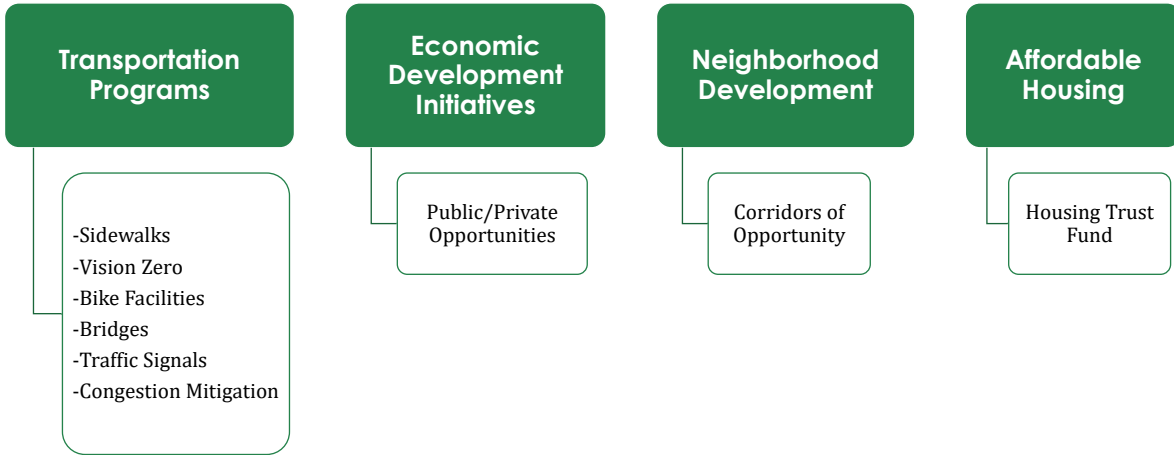 Transportation
Programs
-Sidewalks
-Vision Zero
-Bike Facilities
-Bridges
-Traffic Signals
-Congestion Mitigation
Economic
Development
Initiatives
Public/Private
Opportunities
Neighborhood
Development
Corridors of
Opportunity
Affordable
Housing
Housing Trust
Fund